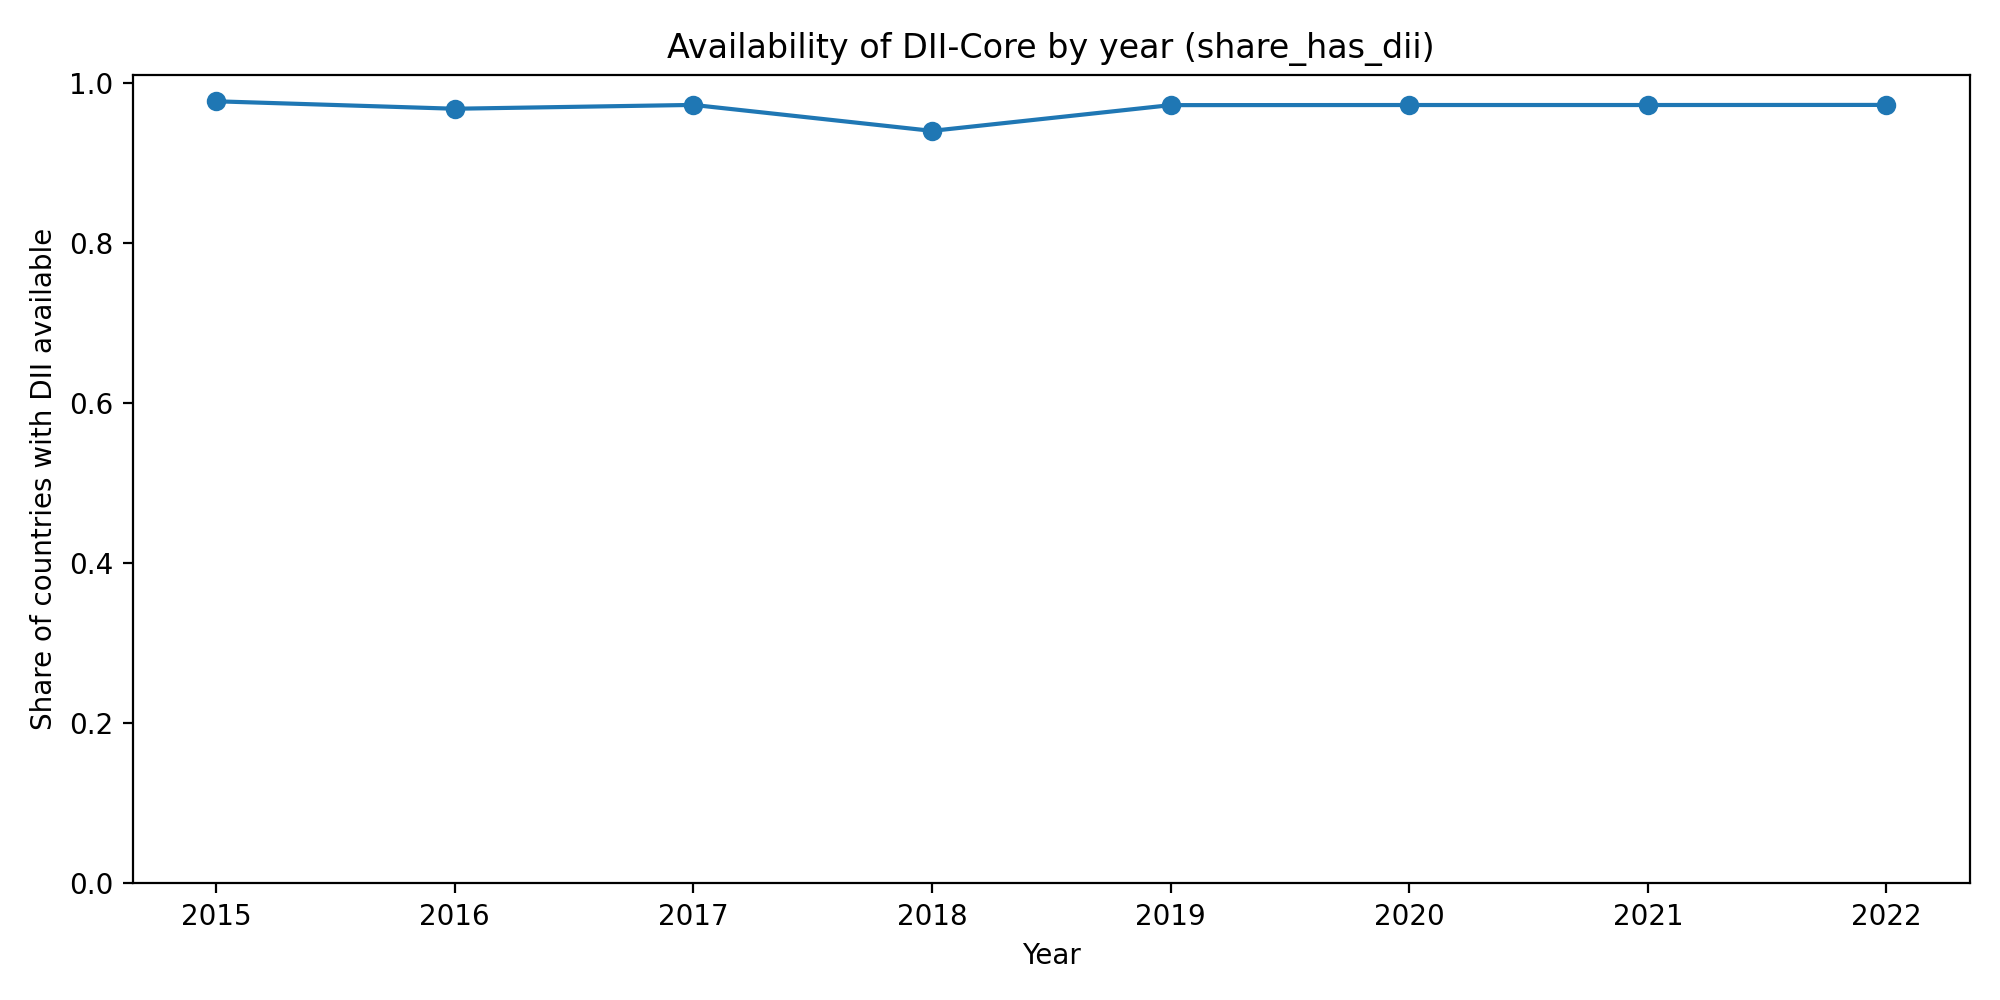 Availability of DII-Core by year (share_has_dii)
Share of countries with DII available
1.0
0.8
0.6
0.4
0.2
0.0
2015 2016 2017 2018 2019 2020 2021 2022
Year